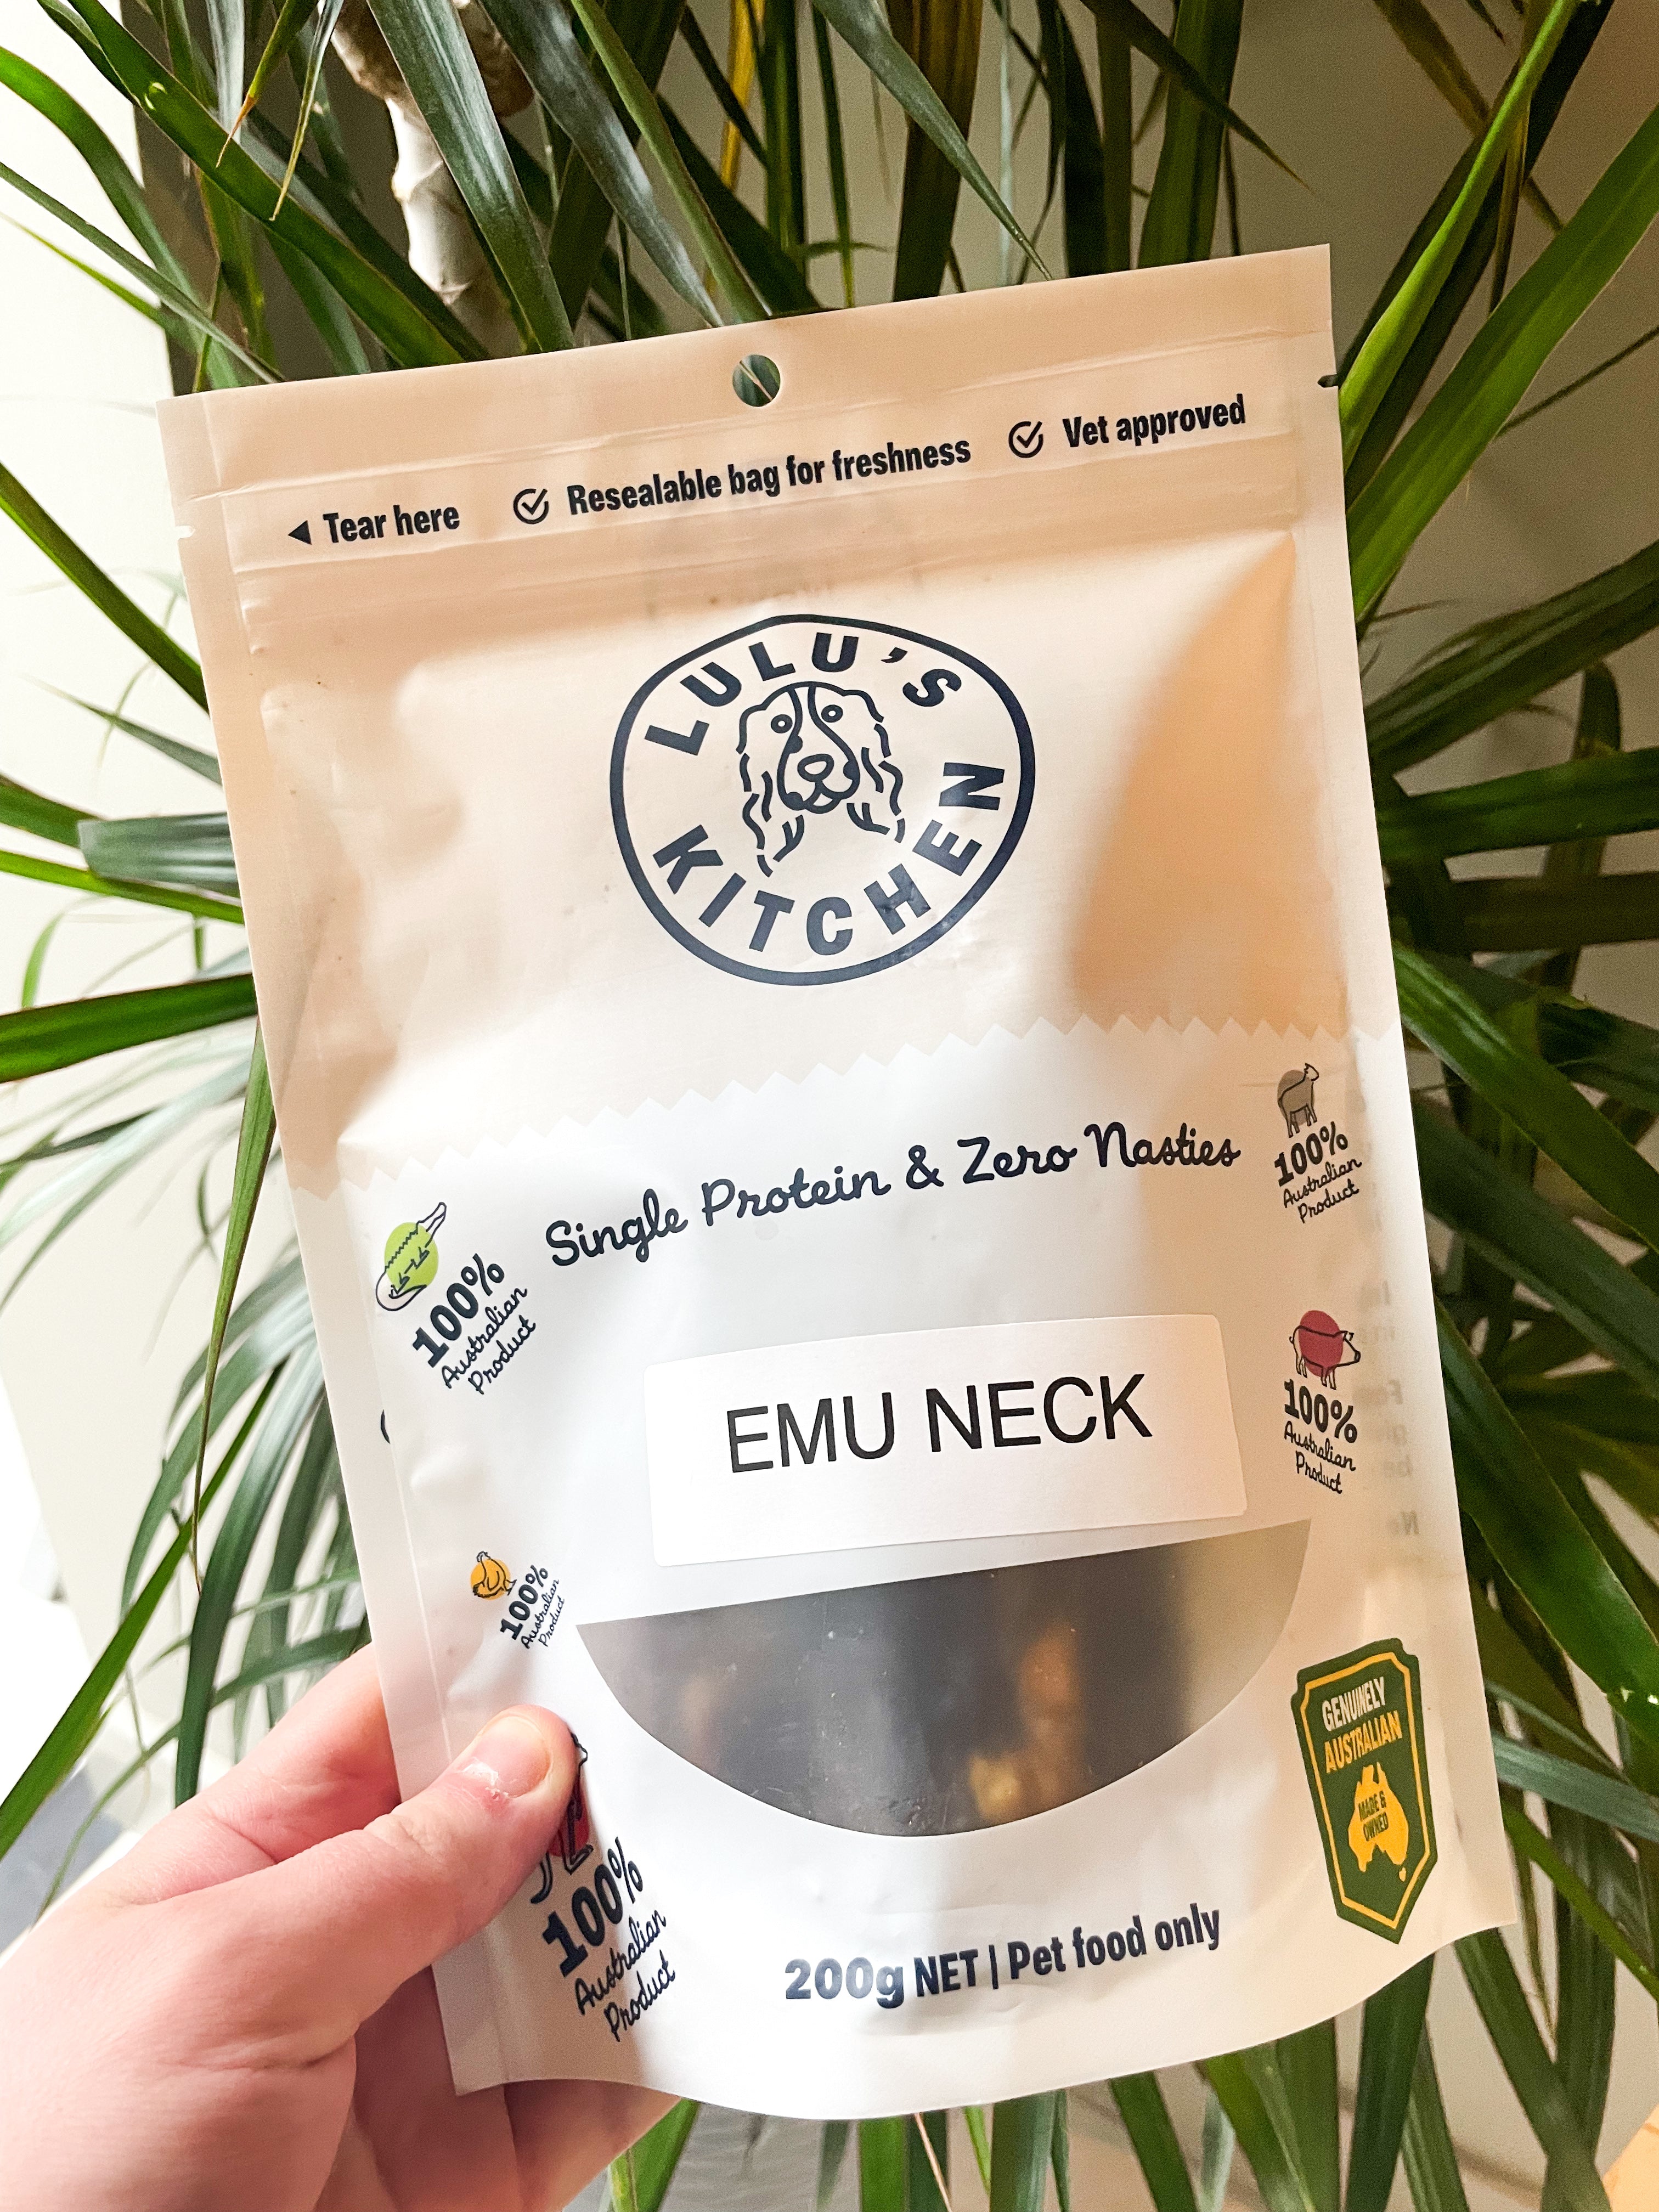 Tear here
Resealable bag for freshness
Vet approved
LULU'S
KITCHEN
Single Protein & Zero Nasties
100%
Australian
Product
100%
Australian
Product
EMU NECK
100%
Australian
Product
100%
Australian
Product
GENUINELY
AUSTRALIAN
MADE &
OWNED
100%
Australian
Product
200g NET | Pet food only